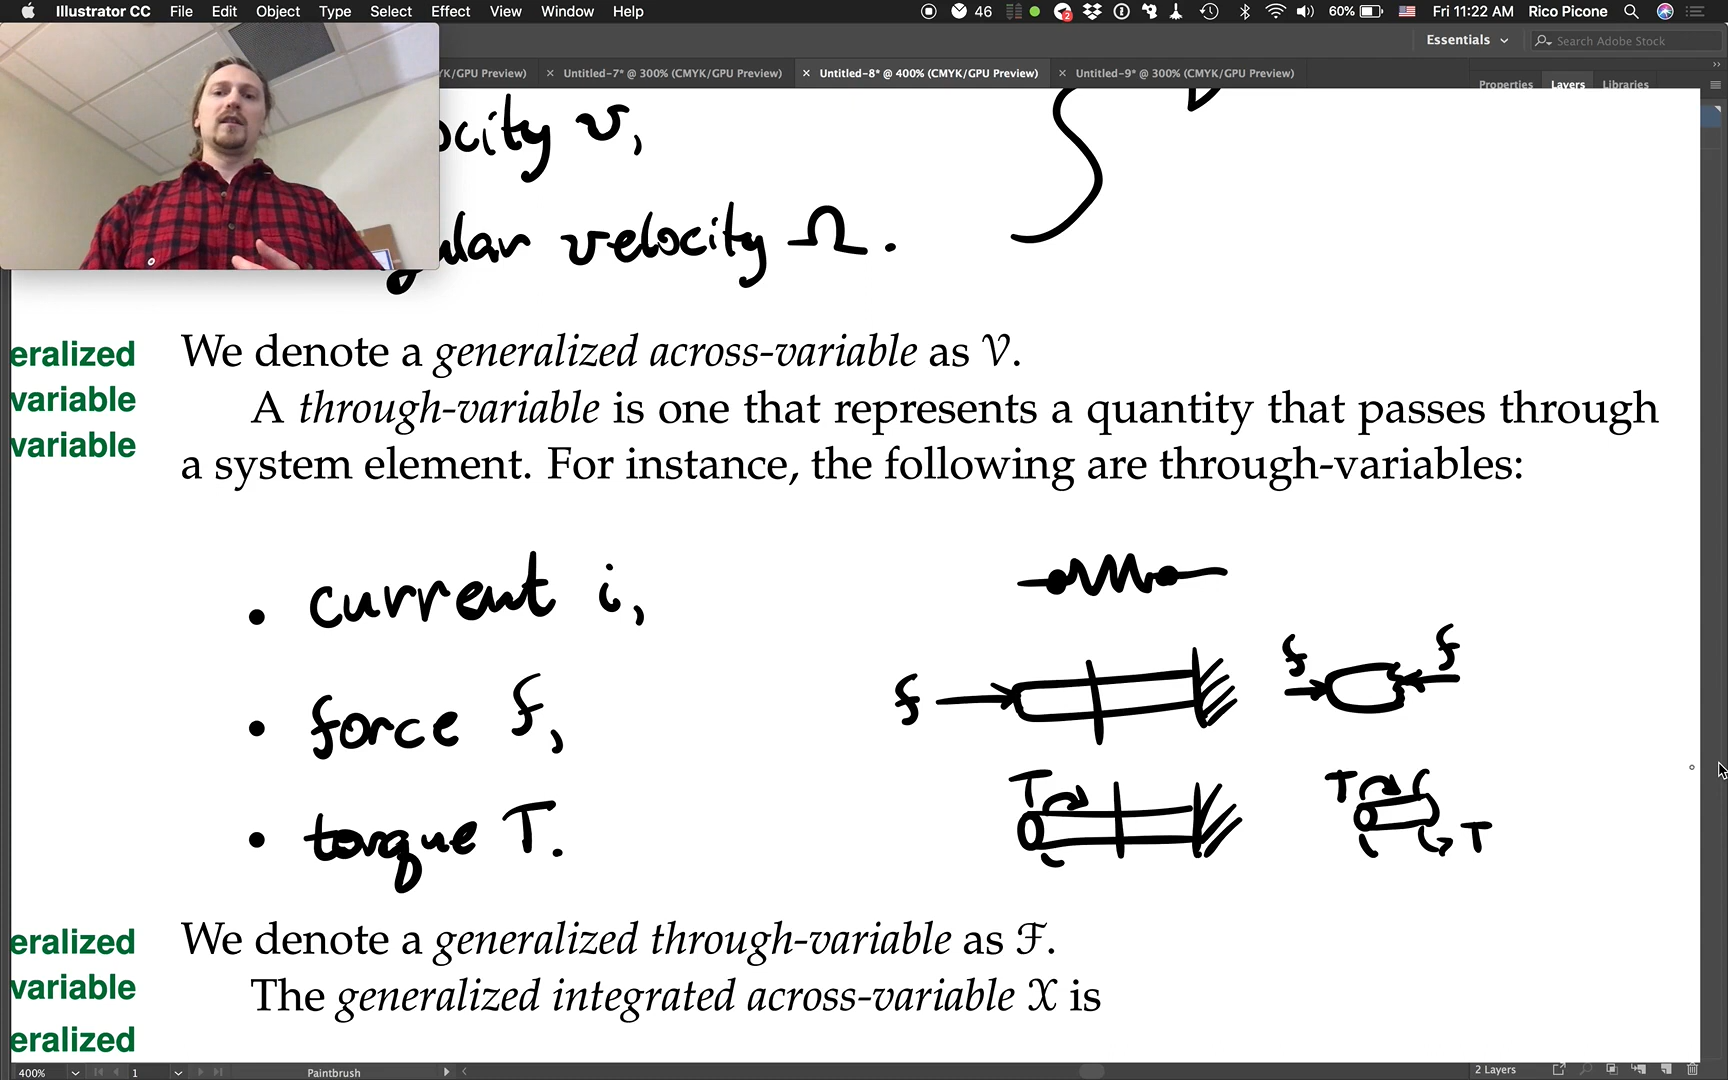 Illustrator CC File Edit Object Type Select Effect View Window Help 46 2 60% Fri 11:22 AM Rico Picone
Essentials Search Adobe Stock
YK/GPU Preview) × Untitled-7* @ 300% (CMYK/GPU Preview) × Untitled-8* @ 400% (CMYK/GPU Preview) × Untitled-9* @ 300% (CMYK/GPU Preview)
Properties Layers Libraries
ocity v,
ular velocity Ω.
eralized We denote a generalized across-variable as 𝒱.
variable A through-variable is one that represents a quantity that passes through
variable a system element. For instance, the following are through-variables:
• current i,
f f
• force f, f
T T
• torque T. T
eralized We denote a generalized through-variable as ℱ.
variable The generalized integrated across-variable 𝒳 is
eralized
400% 1 Paintbrush 2 Layers